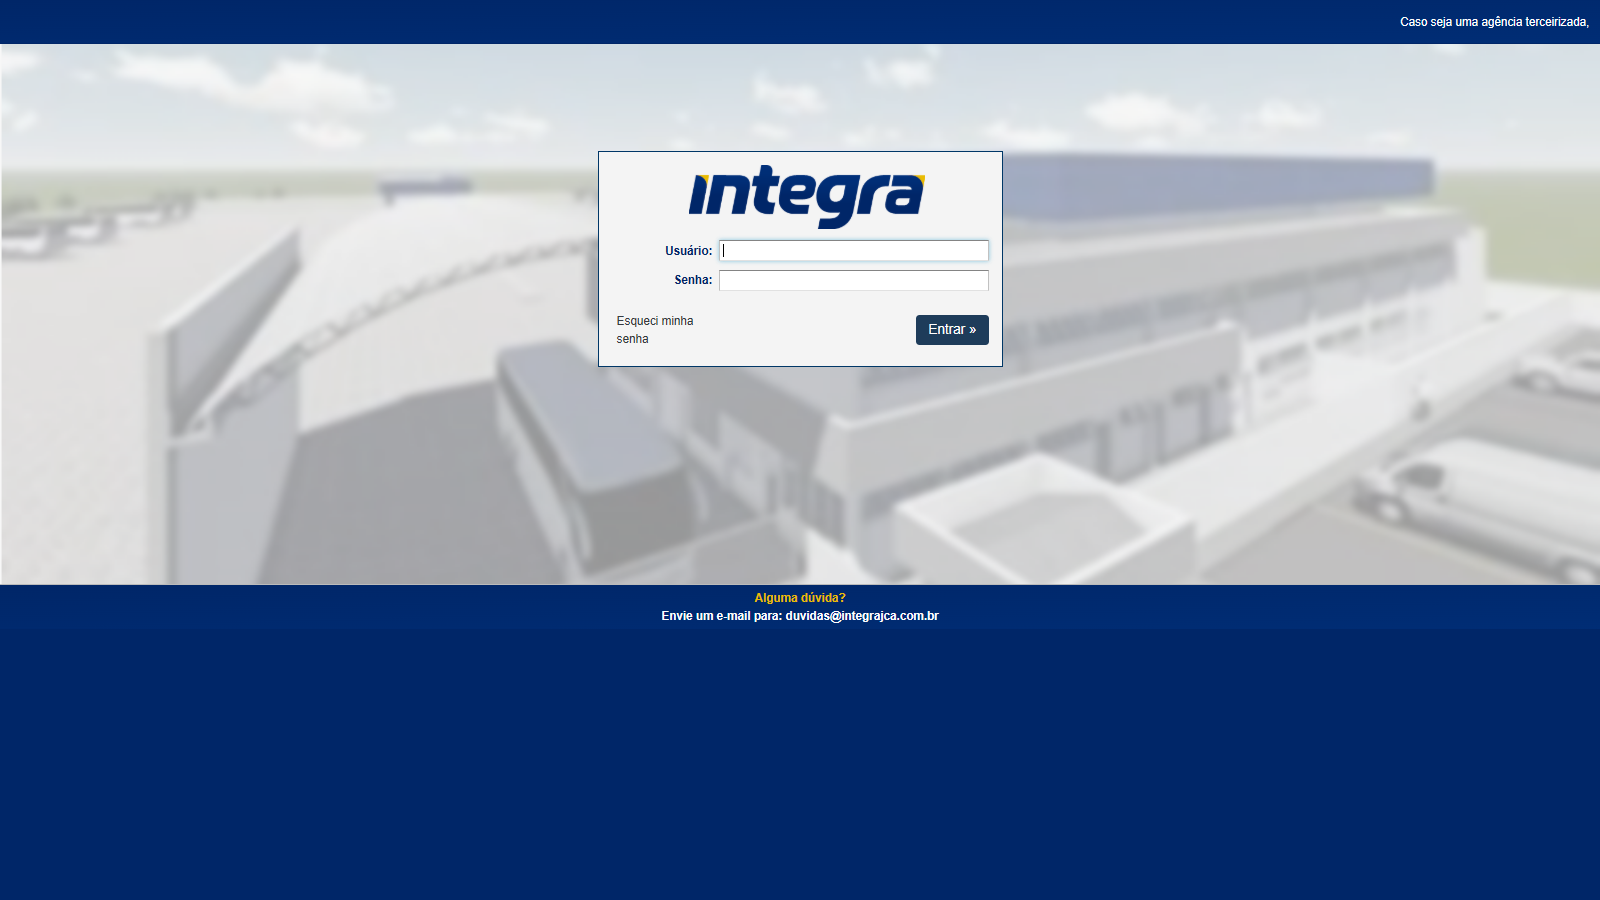 Caso seja uma agência terceirizada,
integra
Usuário:
Senha:
Esqueci minha
senha
Entrar »
Alguma dúvida?
Envie um e-mail para: duvidas@integrajca.com.br